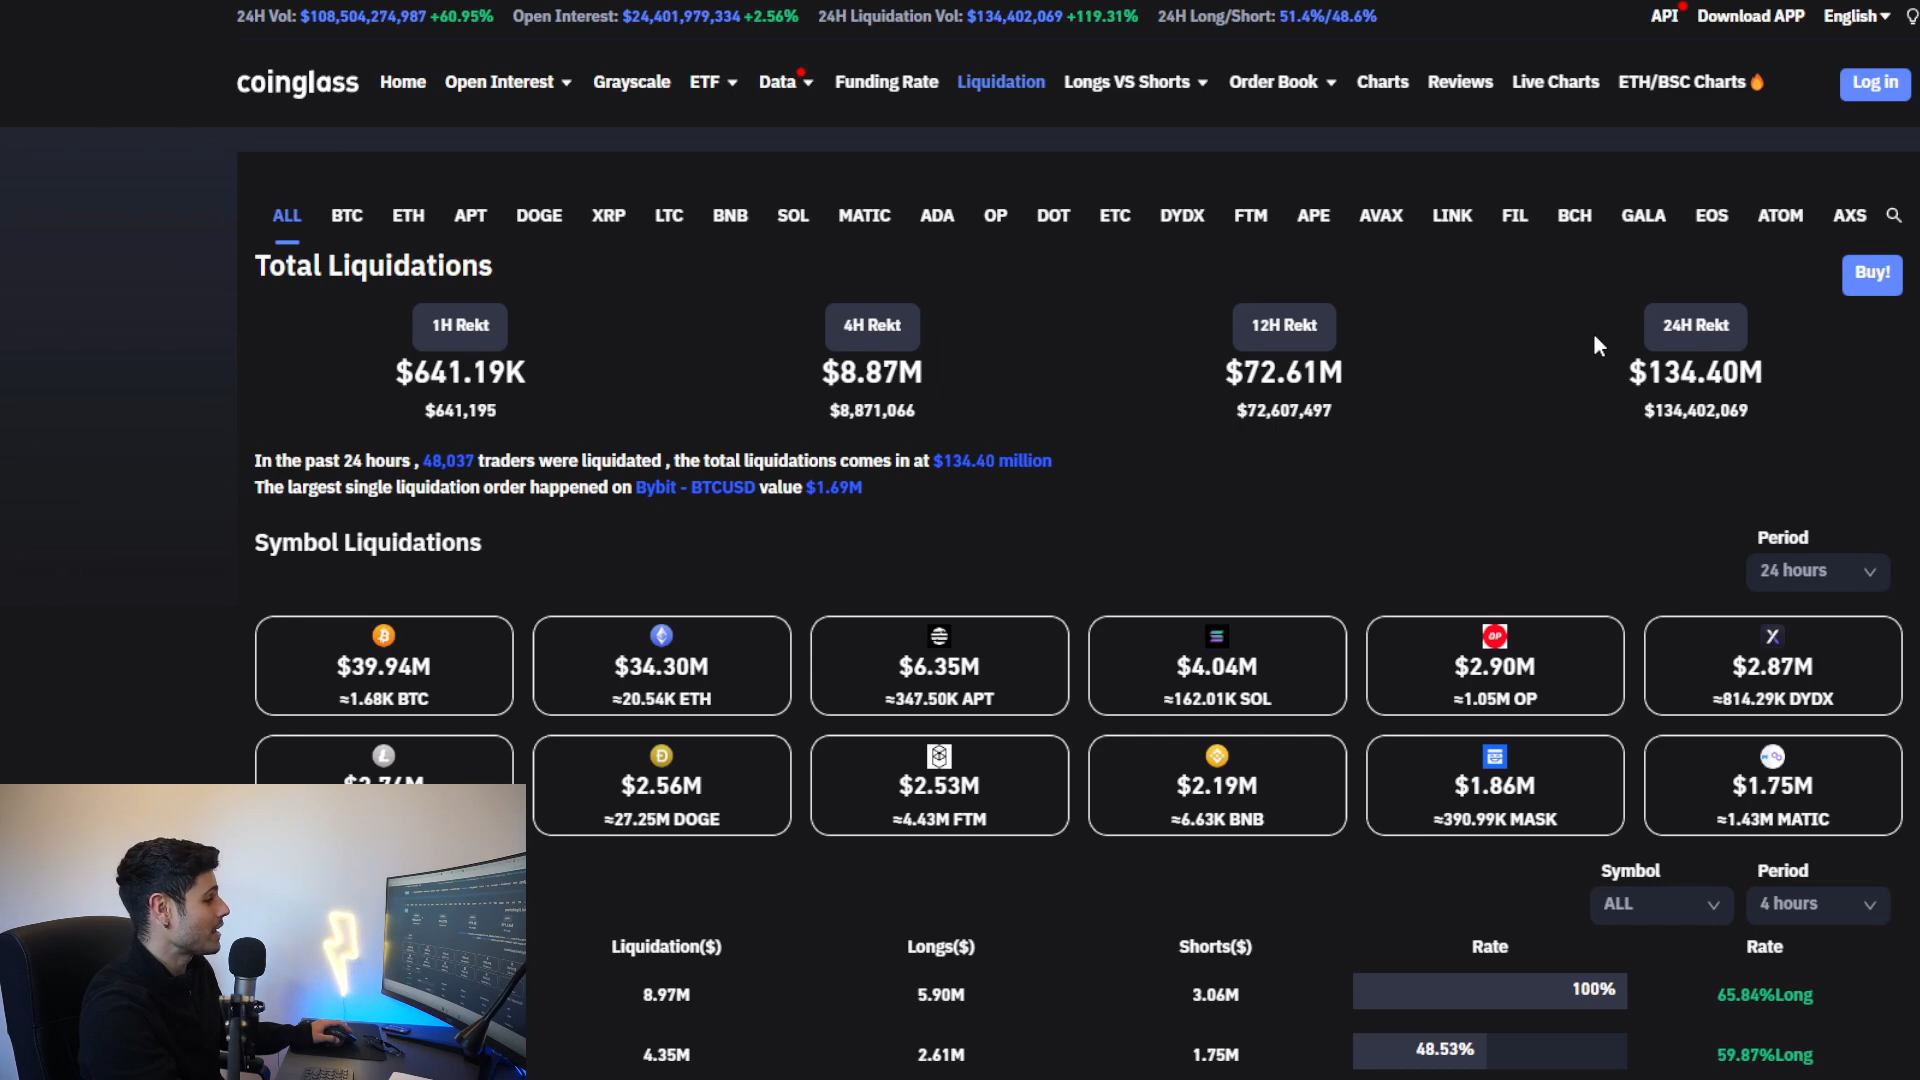 24H Vol: $108,504,274,987 +60.95% Open Interest: $24,401,979,334 +2.56% 24H Liquidation Vol: $134,402,069 +119.31% 24H Long/Short: 51.4%/48.6% API Download APP English
coinglass Home Open Interest Grayscale ETF Data Funding Rate Liquidation Longs VS Shorts Order Book Charts Reviews Live Charts ETH/BSC Charts Log in
ALL BTC ETH APT DOGE XRP LTC BNB SOL MATIC ADA OP DOT ETC DYDX FTM APE AVAX LINK FIL BCH GALA EOS ATOM AXS
Total Liquidations Buy!
1H Rekt 4H Rekt 12H Rekt 24H Rekt
$641.19K $8.87M $72.61M $134.40M
$641,195 $8,871,066 $72,607,497 $134,402,069
In the past 24 hours , 48,037 traders were liquidated , the total liquidations comes in at $134.40 million
The largest single liquidation order happened on Bybit - BTCUSD value $1.69M
Symbol Liquidations Period
24 hours
$39.94M $34.30M $6.35M $4.04M $2.90M $2.87M
≈1.68K BTC ≈20.54K ETH ≈347.50K APT ≈162.01K SOL ≈1.05M OP ≈814.29K DYDX
$2.56M $2.53M $2.19M $1.86M $1.75M
≈27.25M DOGE ≈4.43M FTM ≈6.63K BNB ≈390.99K MASK ≈1.43M MATIC
Symbol Period
ALL 4 hours
Liquidation($) Longs($) Shorts($) Rate Rate
8.97M 5.90M 3.06M 100% 65.84%Long
4.35M 2.61M 1.75M 48.53% 59.87%Long